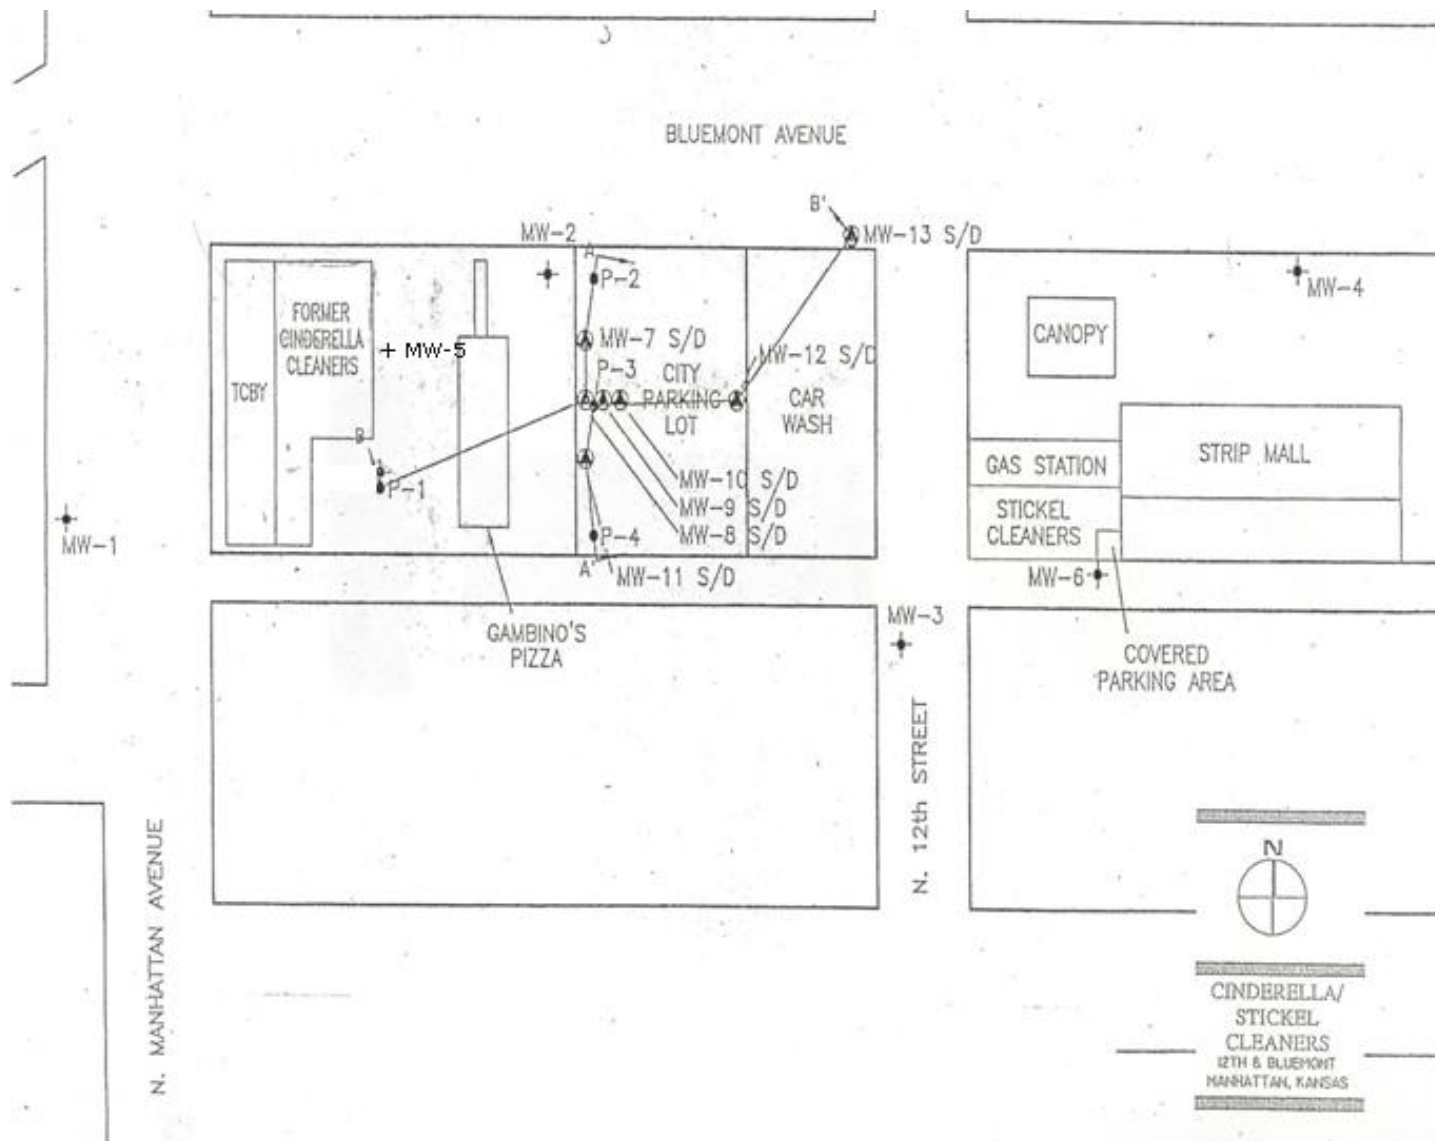 BLUEMONT AVENUE
B'
MW-13 S/D
MW-2
A
P-2
MW-4
FORMER
CINDERELLA
CLEANERS
MW-7 S/D
CANOPY
MW-5
MW-12 S/D
P-3
CITY
PARKING
LOT
TCBY
CAR
WASH
B
GAS STATION
STRIP MALL
MW-10 S/D
P-1
MW-9 S/D
STICKEL
CLEANERS
MW-8 S/D
P-4
MW-1
A'
MW-11 S/D
MW-6
MW-3
GAMBINO'S
PIZZA
COVERED
PARKING AREA
N. 12th STREET
N. MANHATTAN AVENUE
N
CINDERELLA/
STICKEL
CLEANERS
12TH & BLUEMONT
MANHATTAN, KANSAS